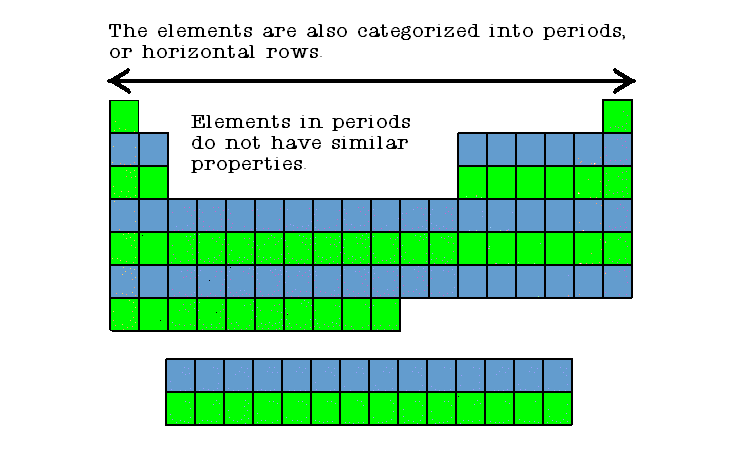 The elements are also categorized into periods,
or horizontal rows.
Elements in periods
do not have similar
properties.